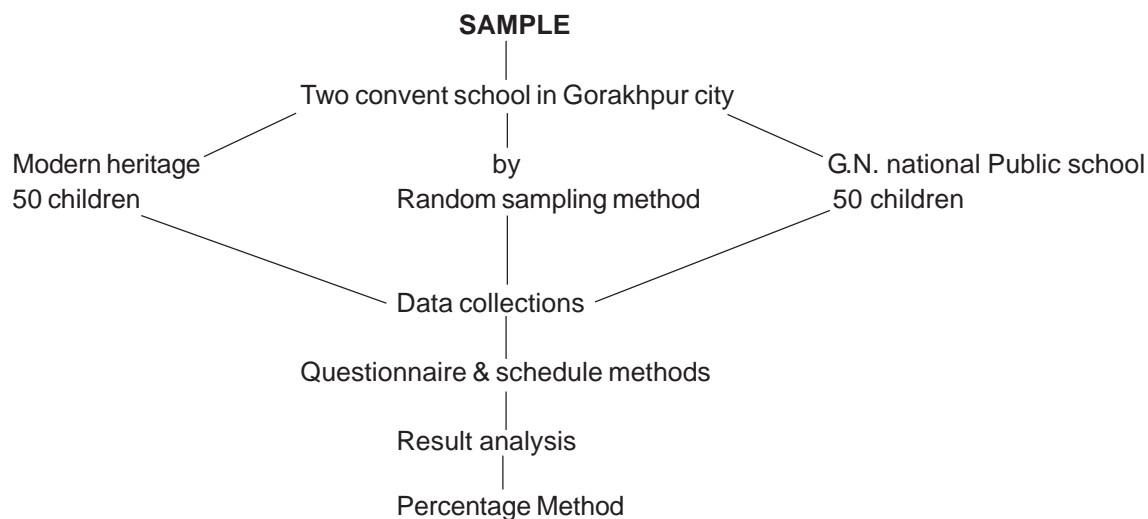 SAMPLE
Two convent school in Gorakhpur city
Modern heritage
50 children
by
Random sampling method
G.N. national Public school
50 children
Data collections
Questionnaire & schedule methods
Result analysis
Percentage Method